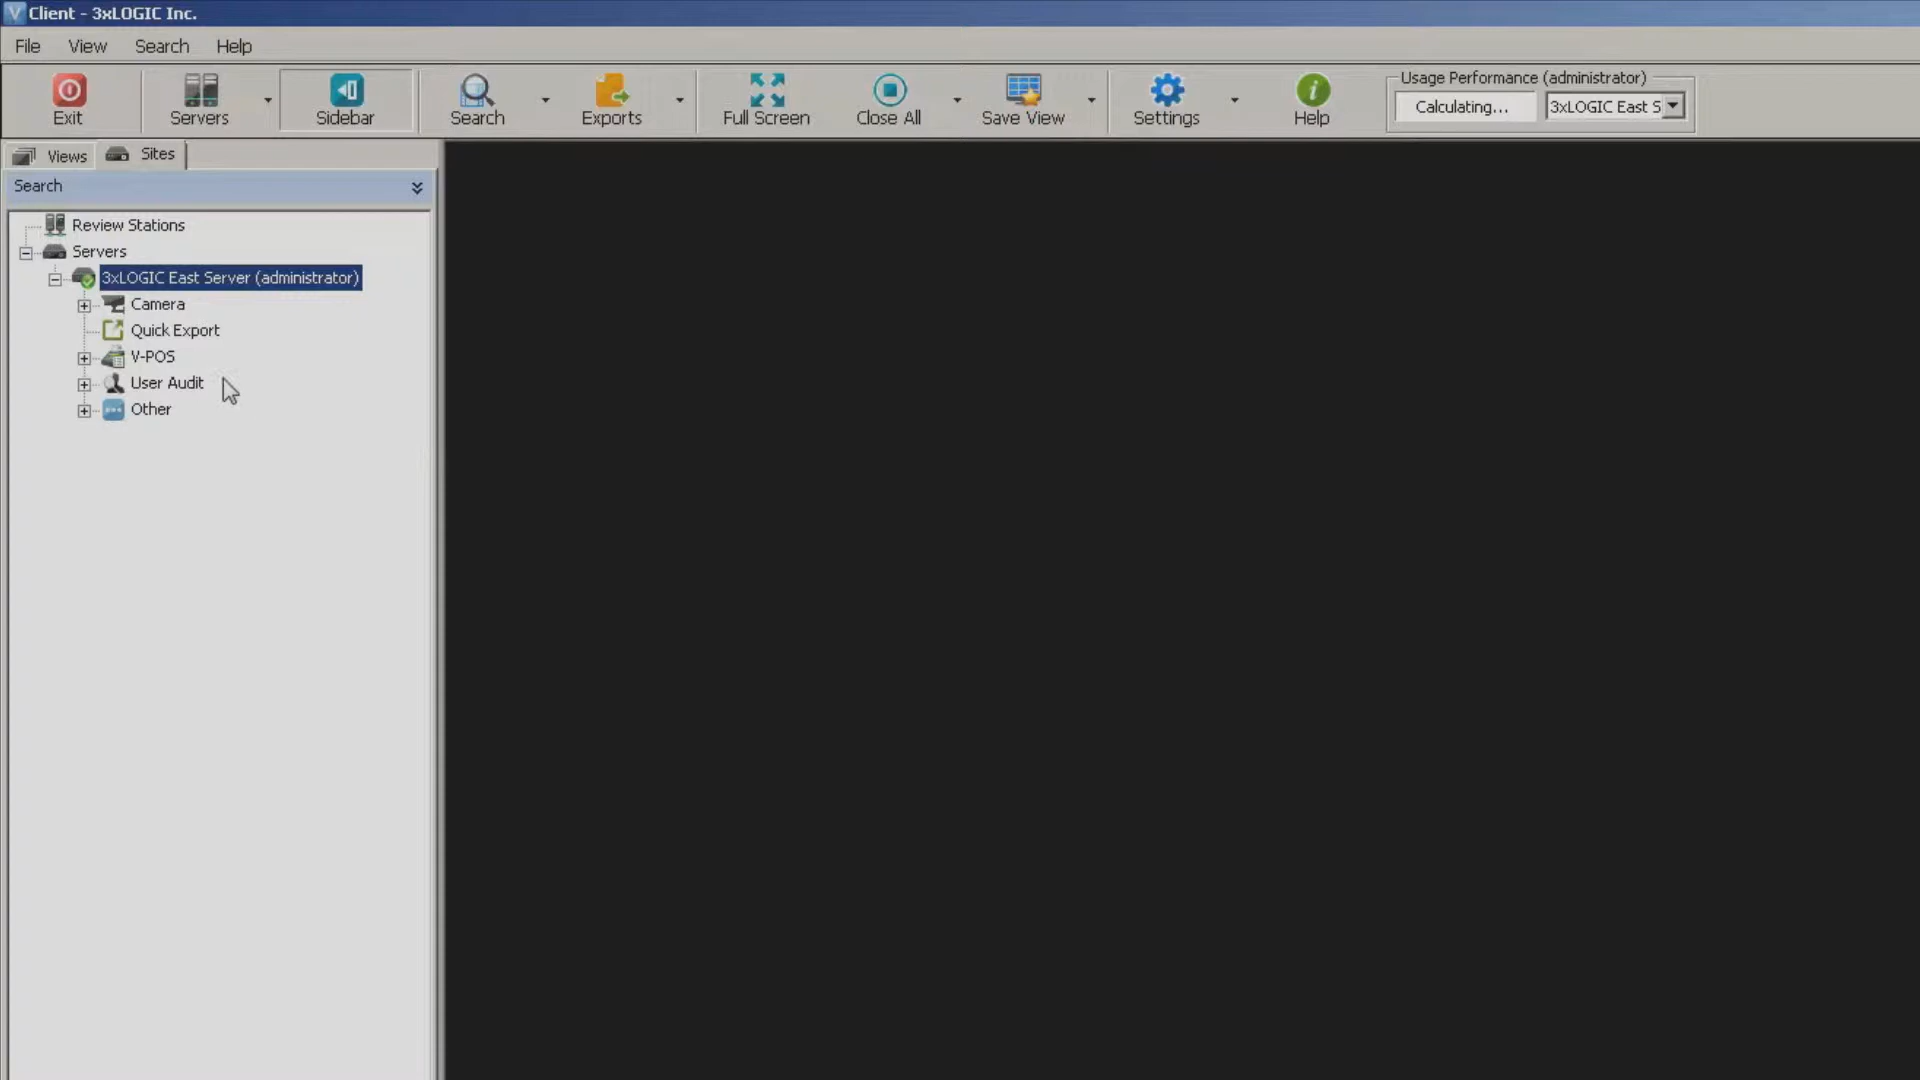 Client - 3xLOGIC Inc.
File View Search Help
Exit Servers Sidebar Search Exports Full Screen Close All Save View Settings Help
Usage Performance (administrator)
Calculating... 3xLOGIC East S
Views Sites
Search
Review Stations
Servers
3xLOGIC East Server (administrator)
Camera
Quick Export
V-POS
User Audit
Other